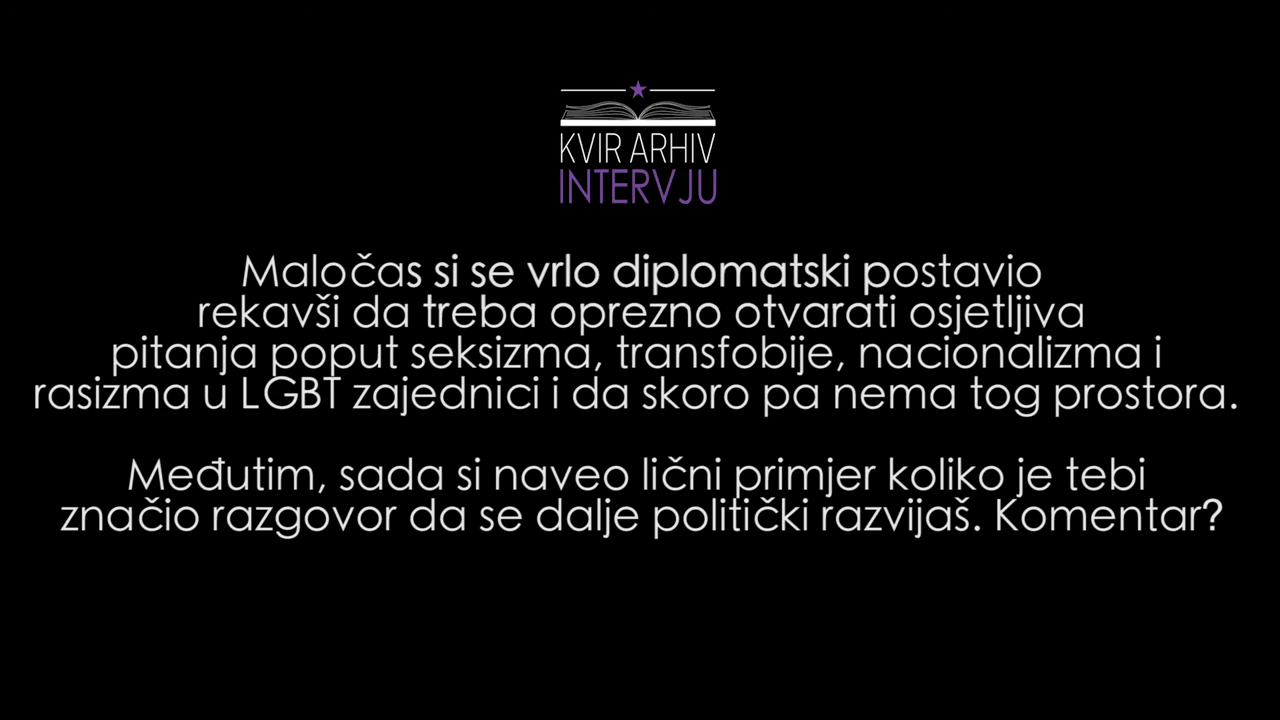 KVIR ARHIV
INTERVJU
Maločas si se vrlo diplomatski postavio
rekavši da treba oprezno otvarati osjetljiva
pitanja poput seksizma, transfobije, nacionalizma i
rasizma u LGBT zajednici i da skoro pa nema tog prostora.
Međutim, sada si naveo lični primjer koliko je tebi
značio razgovor da se dalje politički razvijaš. Komentar?